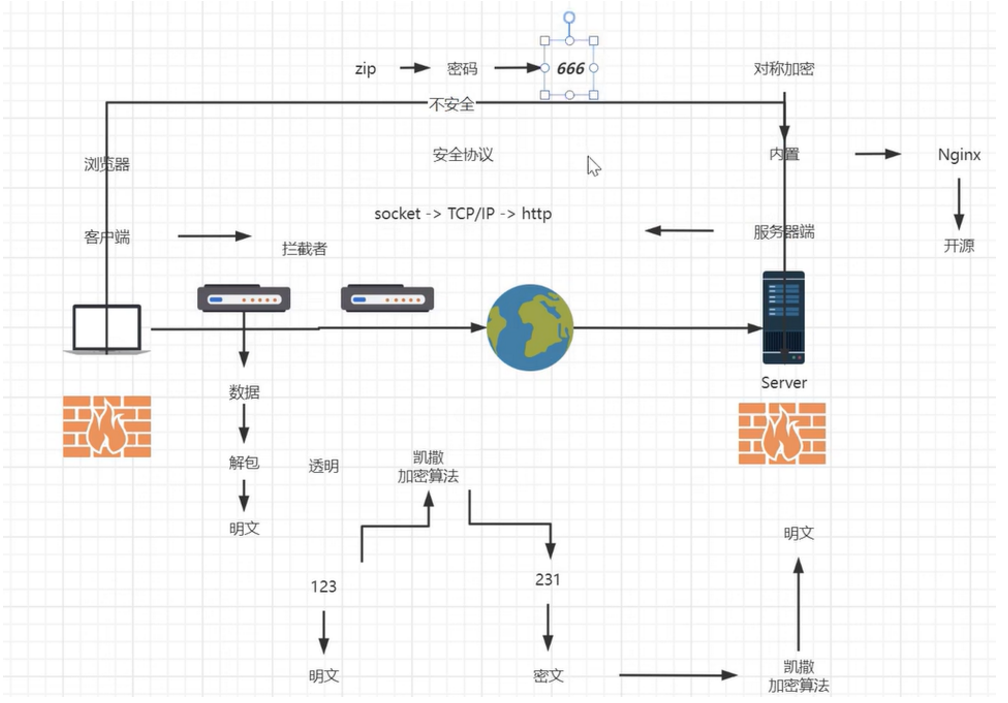 zip
密码
666
对称加密
不安全
浏览器
安全协议
内置
Nginx
socket -> TCP/IP -> http
客户端
拦截者
服务器端
开源
Server
数据
解包
透明
凯撒
加密算法
明文
明文
123
231
明文
密文
凯撒
加密算法